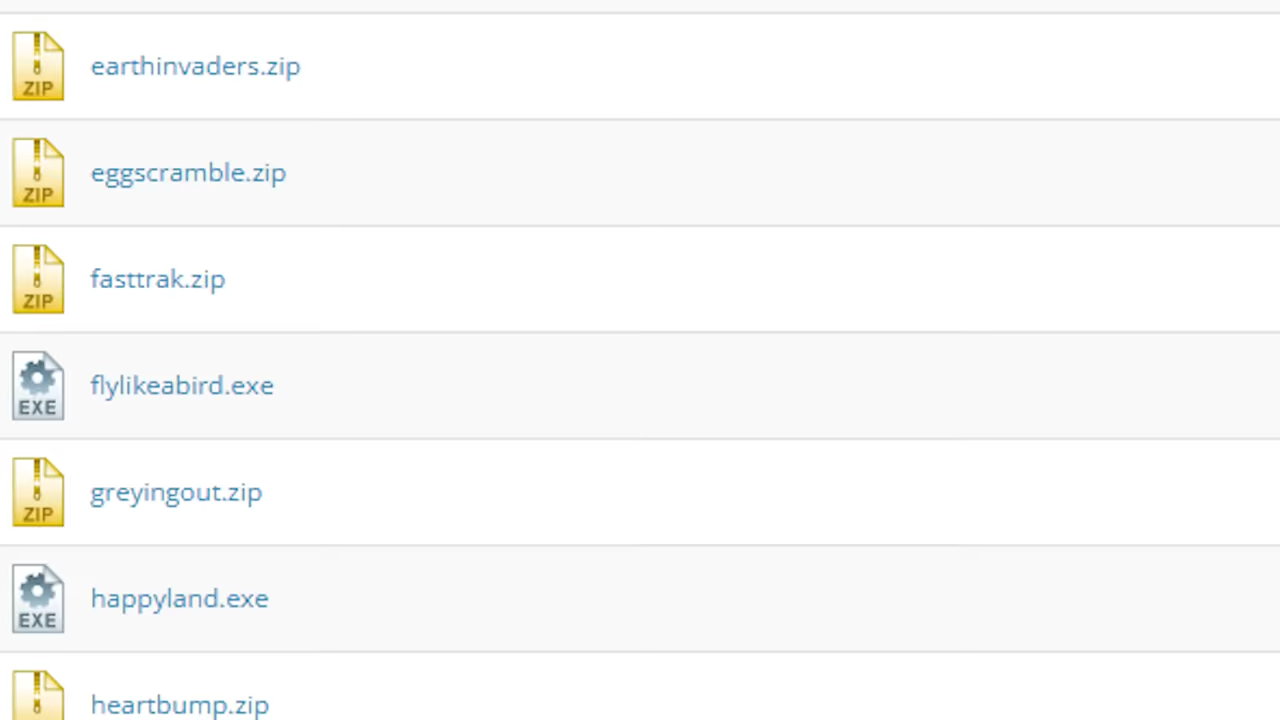 ZIP earthinvaders.zip
ZIP eggscramble.zip
ZIP fasttrak.zip
EXE flylikeabird.exe
ZIP greyingout.zip
EXE happyland.exe
heartbump.zip